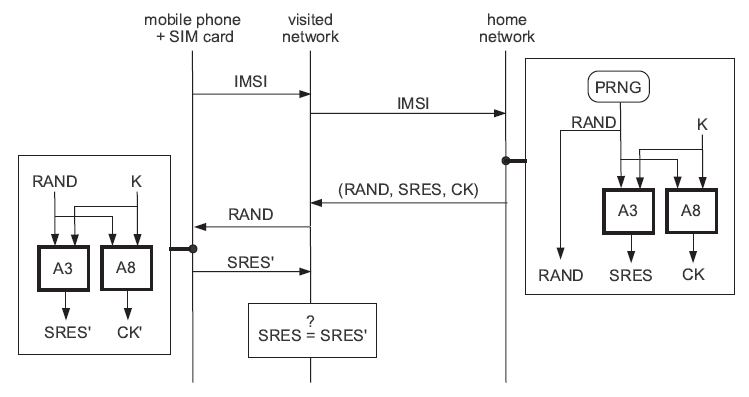 mobile phone
+ SIM card
visited
network
home
network
IMSI
IMSI
PRNG
RAND
K
A3
A8
RAND
SRES
CK
(RAND, SRES, CK)
RAND
RAND
K
A3
A8
SRES'
CK'
SRES'
?
SRES = SRES'